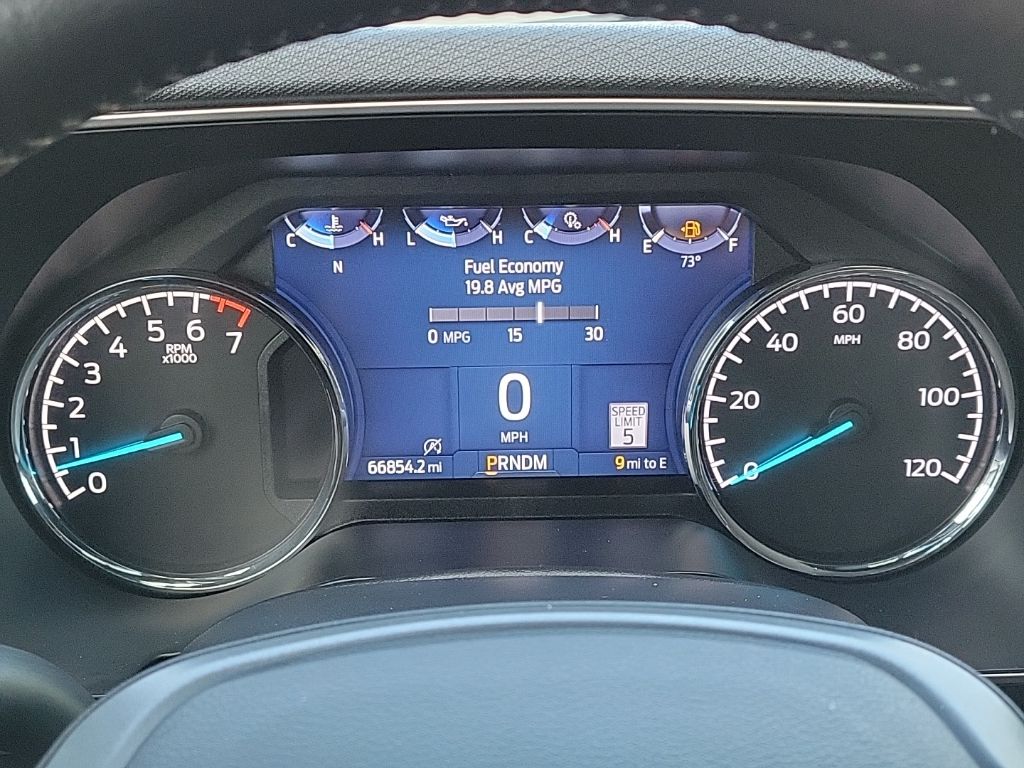 C H
L H
C H
E F
N
73°
Fuel Economy
19.8 Avg MPG
0 MPG 15 30
0 1 2 3 4 5 6 7
RPM
x1000
0
MPH
SPEED
LIMIT
5
66854.2 mi
PRNDM
9 mi to E
0 20 40 60 80 100 120
MPH